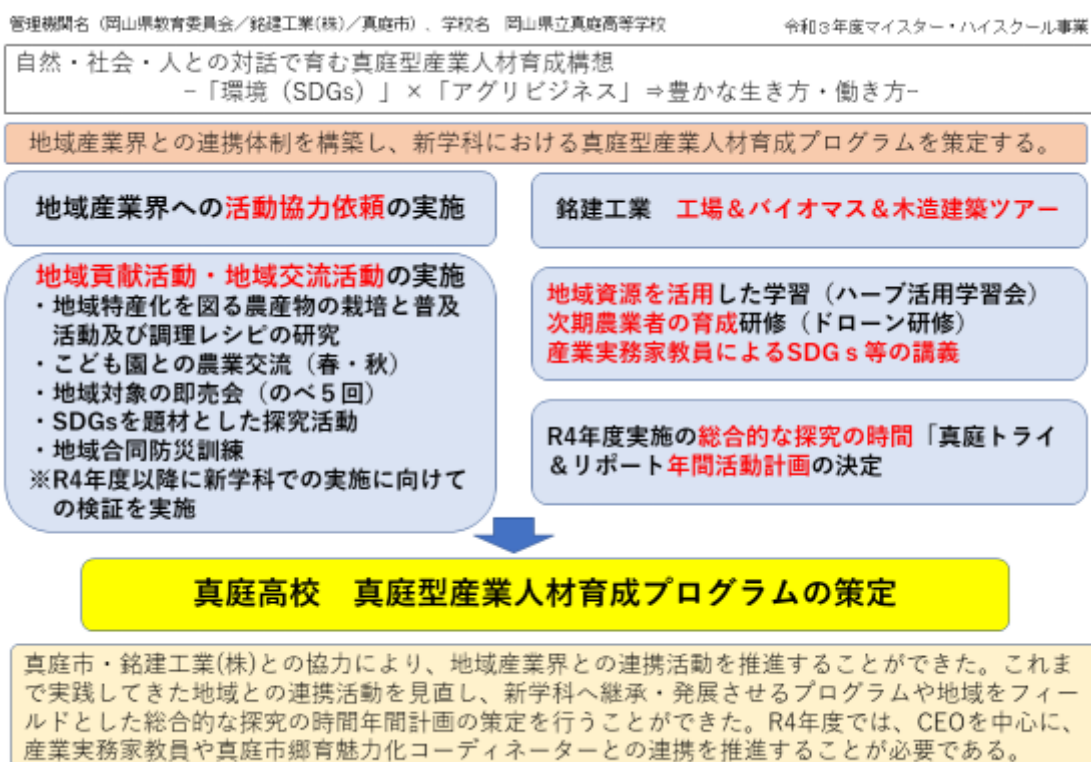 管理機関名（岡山県教育委員会／銘建工業(株)／真庭市）、学校名　岡山県立真庭高等学校
令和3年度マイスター・ハイスクール事業
自然・社会・人との対話で育む真庭型産業人材育成構想
−「環境（SDGs）」×「アグリビジネス」⇒豊かな生き方・働き方−
地域産業界との連携体制を構築し、新学科における真庭型産業人材育成プログラムを策定する。
地域産業界への活動協力依頼の実施
地域貢献活動・地域交流活動の実施
・地域特産化を図る農産物の栽培と普及
活動及び調理レシピの研究
・こども園との農業交流（春・秋）
・地域対象の即売会（のべ５回）
・SDGsを題材とした探究活動
・地域合同防災訓練
※R4年度以降に新学科での実施に向けて
の検証を実施
銘建工業　工場＆バイオマス＆木造建築ツアー
地域資源を活用した学習（ハーブ活用学習会）
次期農業者の育成研修（ドローン研修）
産業実務家教員によるSDGｓ等の講義
R4年度実施の総合的な探究の時間「真庭トライ
＆リポート年間活動計画の決定
真庭高校　真庭型産業人材育成プログラムの策定
真庭市・銘建工業(株)との協力により、地域産業界との連携活動を推進することができた。これま
で実践してきた地域との連携活動を見直し、新学科へ継承・発展させるプログラムや地域をフィー
ルドとした総合的な探究の時間年間計画の策定を行うことができた。R4年度では、CEOを中心に、
産業実務家教員や真庭市郷育魅力化コーディネーターとの連携を推進することが必要である。